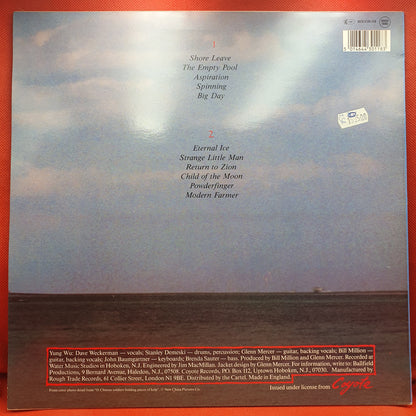 1
Shore Leave
The Empty Pool
Aspiration
Spinning
Big Day
2
Eternal Ice
Strange Little Man
Return to Zion
Child of the Moon
Powderfinger
Modern Farmer
Yung Wu: Dave Weckerman — vocals; Stanley Demeski — drums, percussion; Glenn Mercer — guitar, backing vocals; Bill Million —
guitar, backing vocals; John Baumgartner — keyboards; Brenda Sauter — bass. Produced by Bill Million and Glenn Mercer. Recorded at
Water Music Studios in Hoboken, N.J. Engineered by Jim MacMillan. Jacket design by Glenn Mercer. For information, write to: Ballfield
Productions, 9 Bernard Avenue, Haledon, N.J., 07508. Coyote Records, P.O. Box 112, Uptown Hoboken, N.J., 07030. Manufactured by
Rough Trade Records, 61 Collier Street, London N1 9BE. Distributed by the Cartel. Made in England.
Issued under license from Coyote